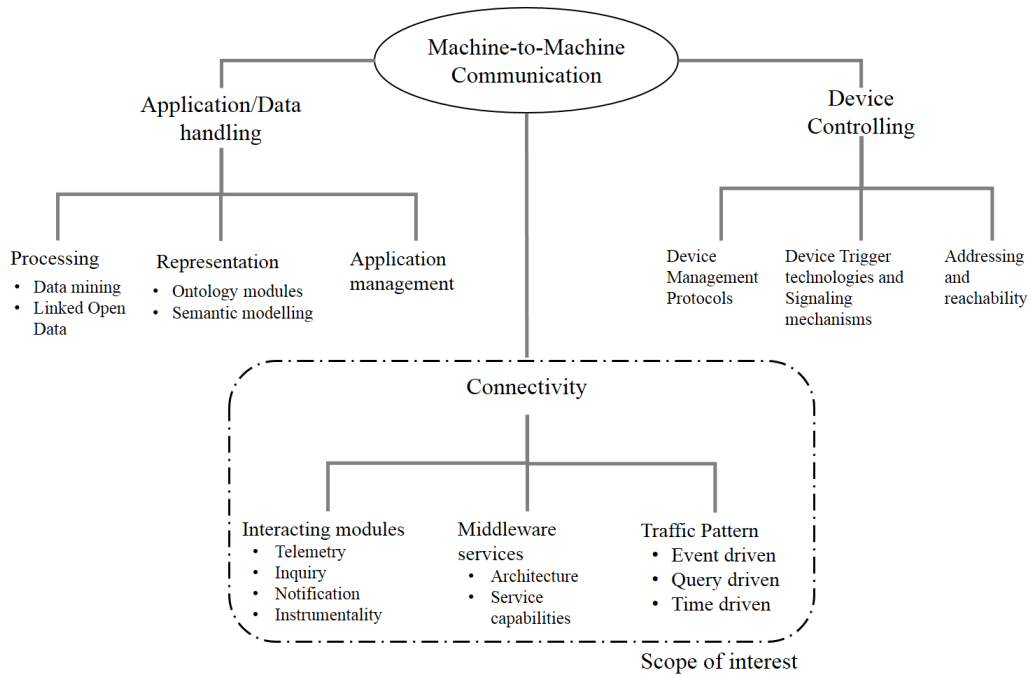 Machine-to-Machine
Communication
Application/Data
handling
Device
Controlling
Processing
• Data mining
• Linked Open
Data
Representation
• Ontology modules
• Semantic modelling
Application
management
Device
Management
Protocols
Device Trigger
technologies and
Signaling
mechanisms
Addressing
and
reachability
Connectivity
Interacting modules
• Telemetry
• Inquiry
• Notification
• Instrumentality
Middleware
services
• Architecture
• Service
capabilities
Traffic Pattern
• Event driven
• Query driven
• Time driven
Scope of interest